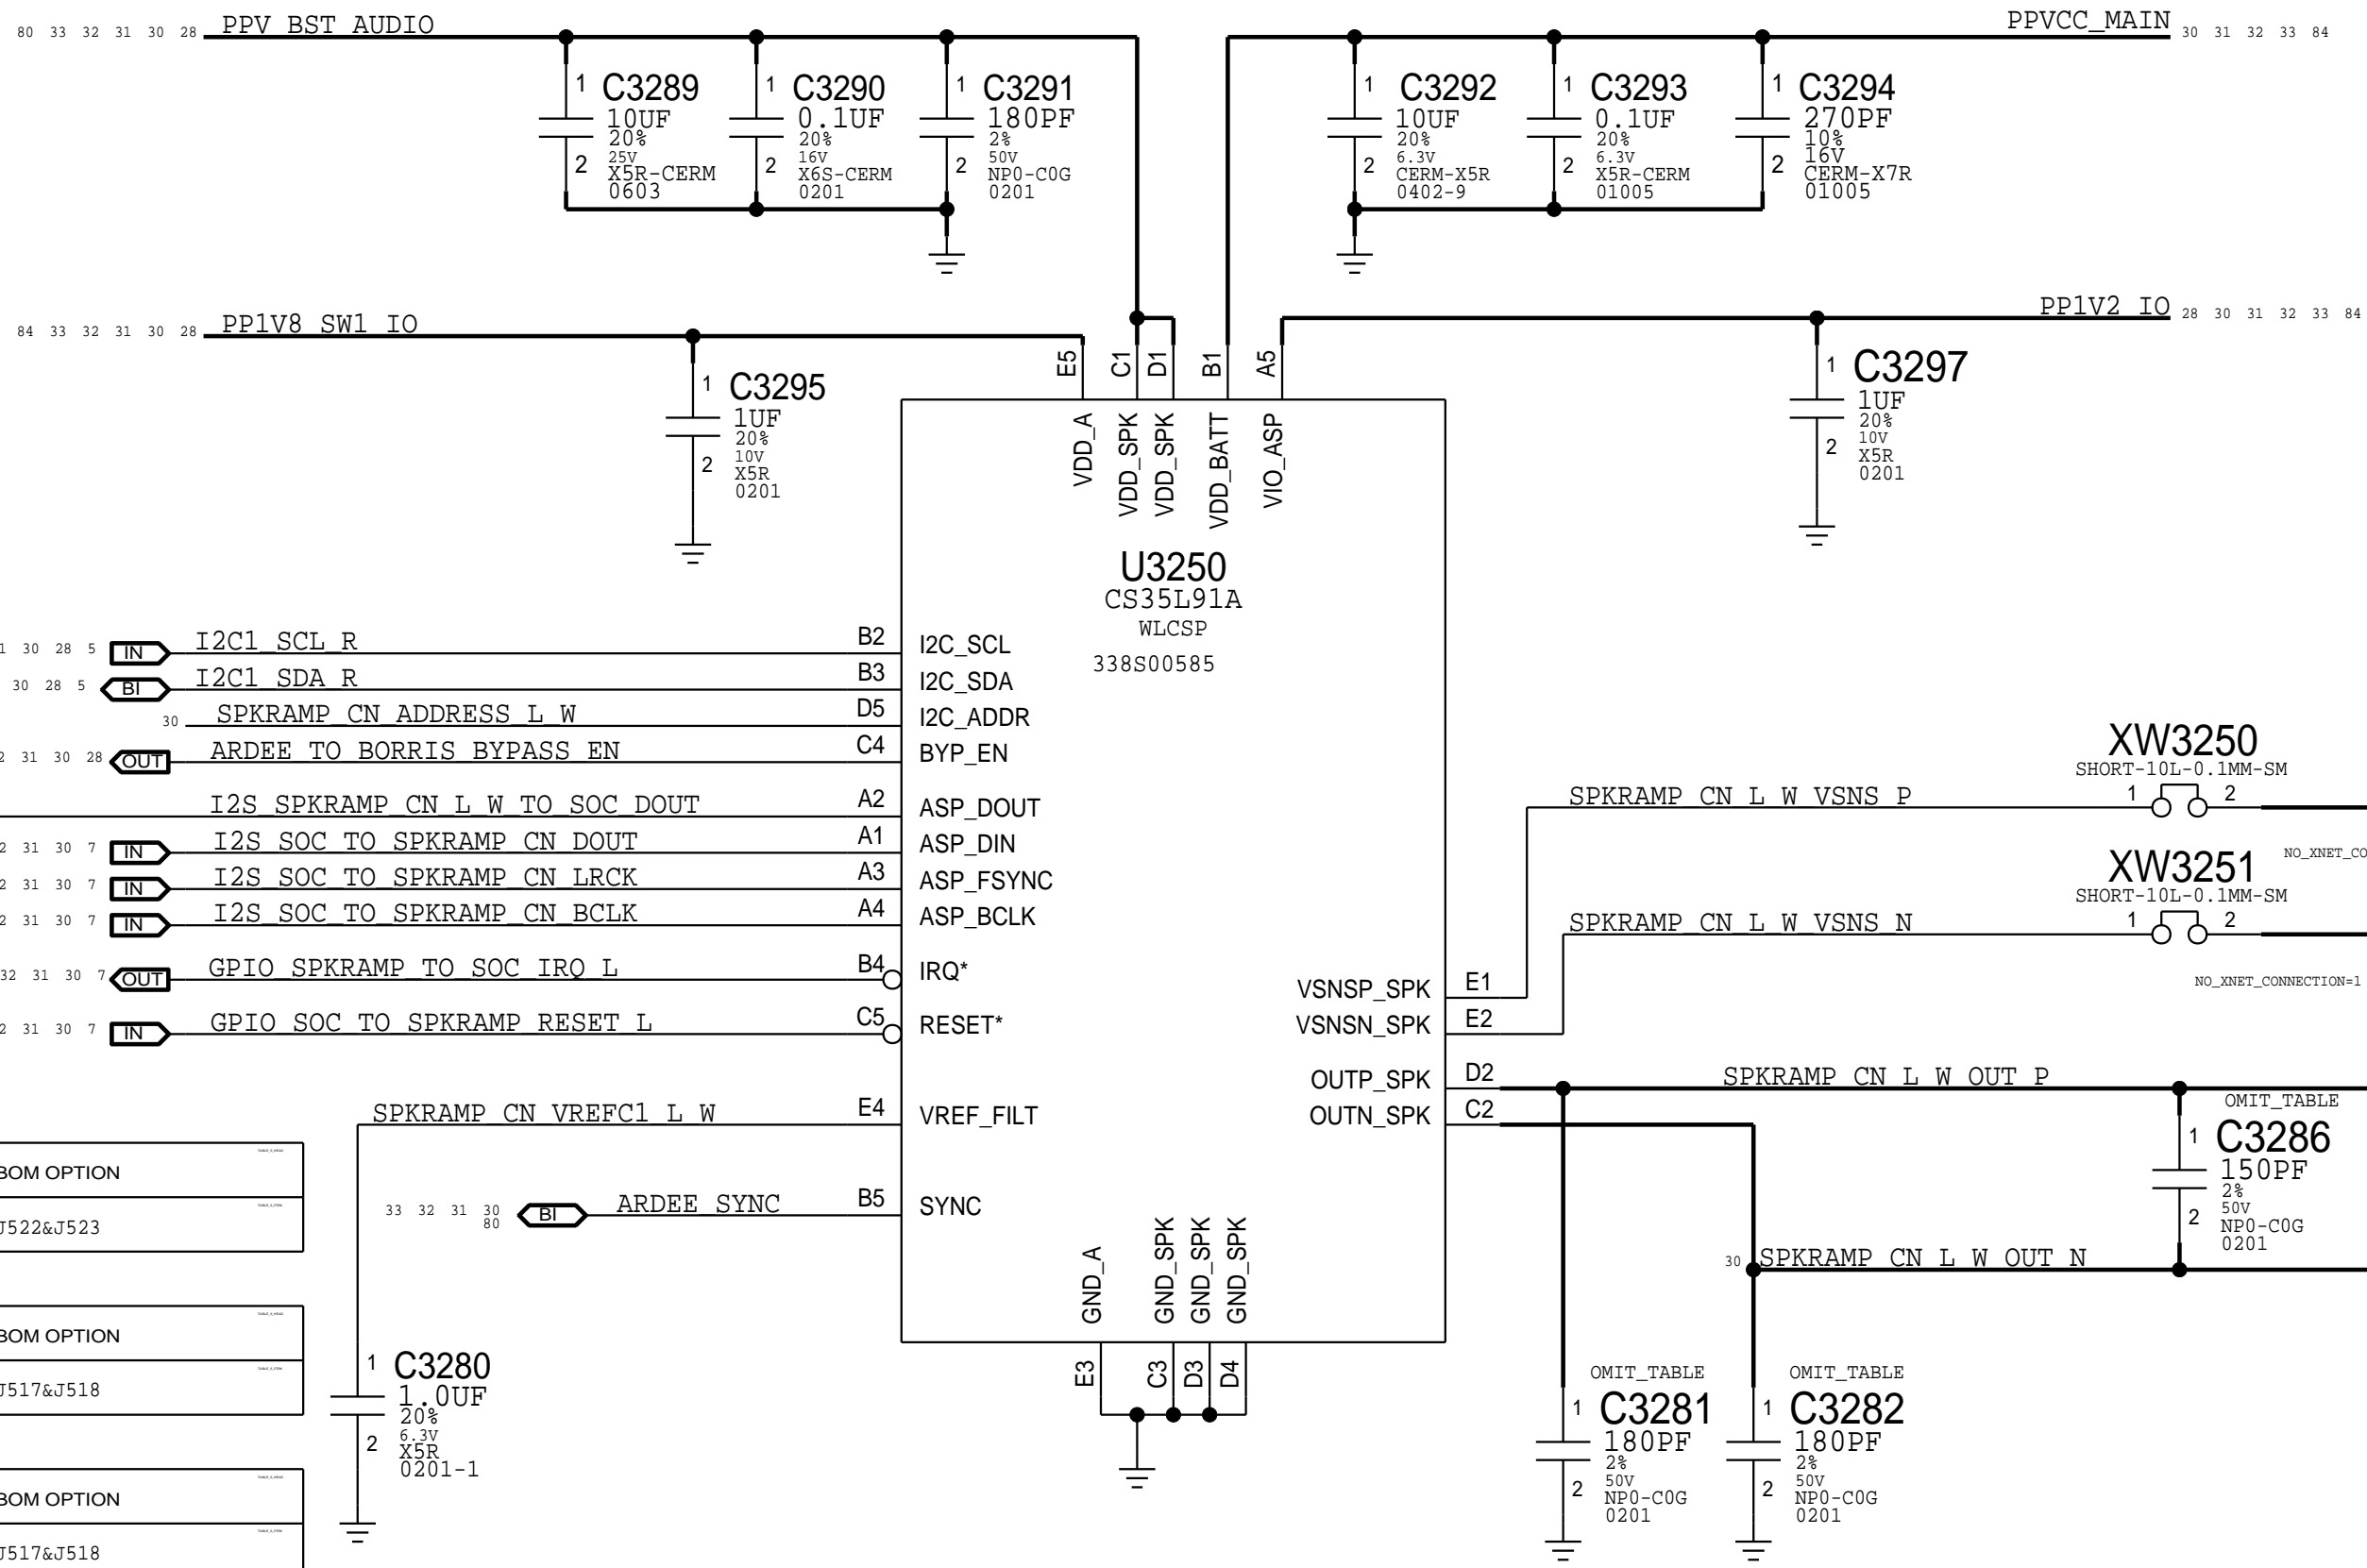 80 33 32 31 30 28 PPV_BST_AUDIO
PPVCC_MAIN 30 31 32 33 84
1 C3289
10UF
20%
25V
2 X5R-CERM
0603
1 C3290
0.1UF
20%
16V
2 X6S-CERM
0201
1 C3291
180PF
2%
50V
2 NP0-C0G
0201
1 C3292
10UF
20%
6.3V
2 CERM-X5R
0402-9
1 C3293
0.1UF
20%
6.3V
2 X5R-CERM
01005
1 C3294
270PF
10%
16V
2 CERM-X7R
01005
84 33 32 31 30 28 PP1V8_SW1_IO
PP1V2_IO 28 30 31 32 33 84
1 C3295
1UF
20%
10V
2 X5R
0201
E5 C1 D1 B1 A5
VDD_A VDD_SPK VDD_SPK VDD_BATT VIO_ASP
1 C3297
1UF
20%
10V
2 X5R
0201
U3250
CS35L91A
WLCSP
338S00585
1 30 28 5 IN I2C1_SCL_R B2 I2C_SCL
30 28 5 BI I2C1_SDA_R B3 I2C_SDA
30 SPKRAMP_CN_ADDRESS_L_W D5 I2C_ADDR
2 31 30 28 OUT ARDEE_TO_BORRIS_BYPASS_EN C4 BYP_EN
I2S_SPKRAMP_CN_L_W_TO_SOC_DOUT A2 ASP_DOUT
2 31 30 7 IN I2S_SOC_TO_SPKRAMP_CN_DOUT A1 ASP_DIN
2 31 30 7 IN I2S_SOC_TO_SPKRAMP_CN_LRCK A3 ASP_FSYNC
2 31 30 7 IN I2S_SOC_TO_SPKRAMP_CN_BCLK A4 ASP_BCLK
32 31 30 7 OUT GPIO_SPKRAMP_TO_SOC_IRQ_L B4 IRQ*
2 31 30 7 IN GPIO_SOC_TO_SPKRAMP_RESET_L C5 RESET*
SPKRAMP_CN_VREFC1_L_W E4 VREF_FILT
33 32 31 30
80 BI ARDEE_SYNC B5 SYNC
XW3250
SHORT-10L-0.1MM-SM
SPKRAMP_CN_L_W_VSNS_P 1 2
NO_XNET_CO
XW3251
SHORT-10L-0.1MM-SM
SPKRAMP_CN_L_W_VSNS_N 1 2
NO_XNET_CONNECTION=1
VSNSP_SPK E1
VSNSN_SPK E2
OUTP_SPK D2 SPKRAMP_CN_L_W_OUT_P
OUTN_SPK C2
OMIT_TABLE
1 C3286
150PF
2%
50V
2 NP0-C0G
0201
30 SPKRAMP_CN_L_W_OUT_N
GND_A GND_SPK GND_SPK GND_SPK
E3 C3 D3 D4
BOM OPTION
J522&J523
BOM OPTION
J517&J518
BOM OPTION
J517&J518
1 C3280
1.0UF
20%
6.3V
2 X5R
0201-1
OMIT_TABLE
1 C3281
180PF
2%
50V
2 NP0-C0G
0201
OMIT_TABLE
1 C3282
180PF
2%
50V
2 NP0-C0G
0201